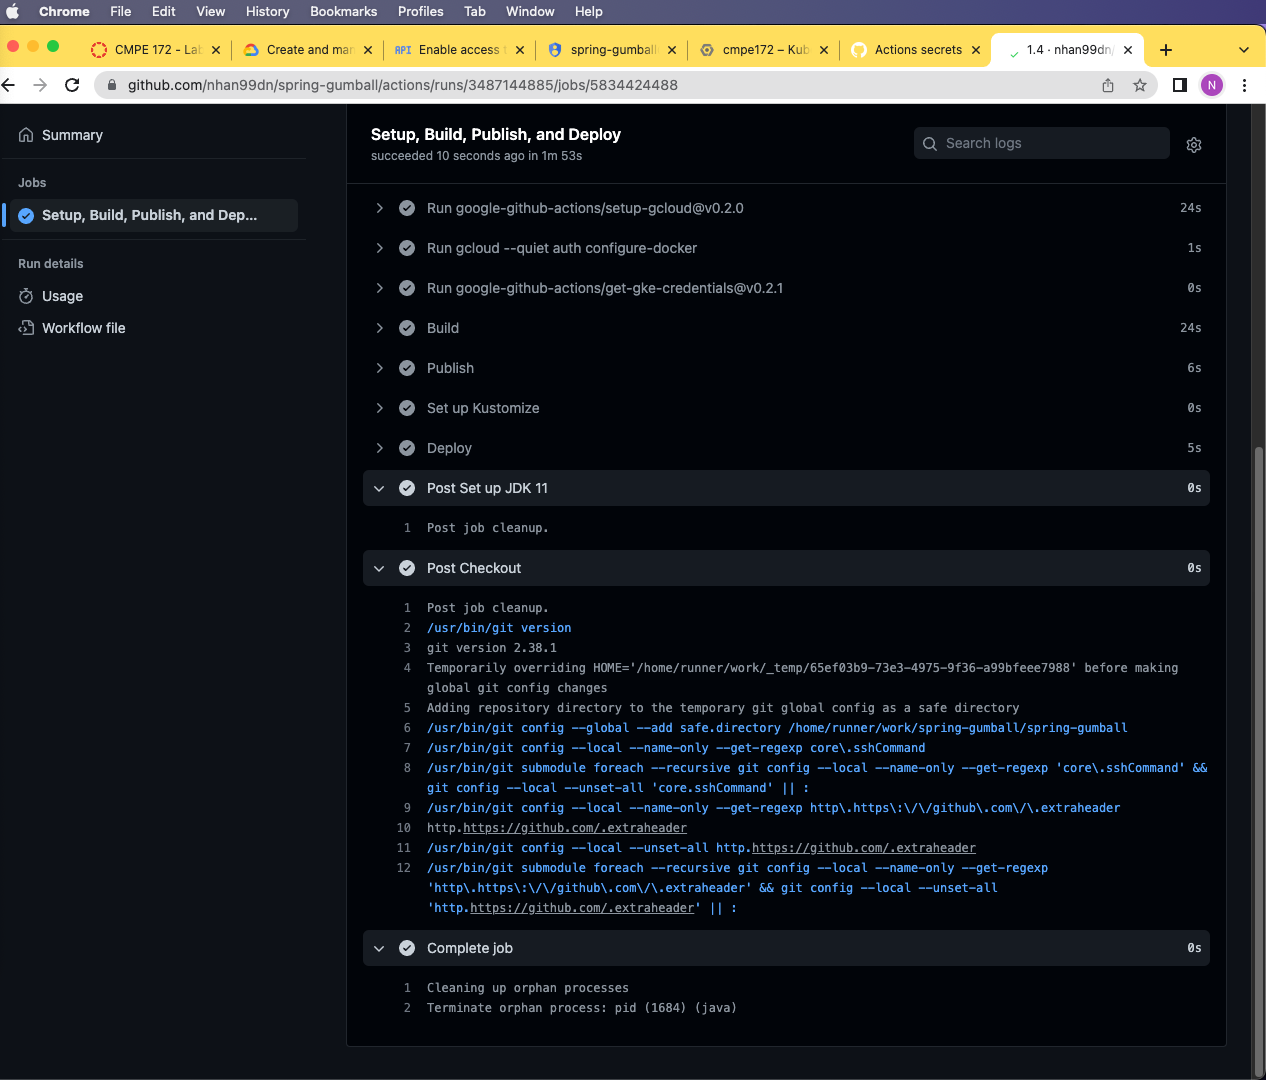 Chrome File Edit View History Bookmarks Profiles Tab Window Help
CMPE 172 - La
Create and man
API Enable access t
spring-gumball
cmpe172 – Kub
Actions secrets
1.4 · nhan99dn/
github.com/nhan99dn/spring-gumball/actions/runs/3487144885/jobs/5834424488
N
Summary
Jobs
Setup, Build, Publish, and Dep...
Run details
Usage
Workflow file
Setup, Build, Publish, and Deploy
succeeded 10 seconds ago in 1m 53s
Search logs
Run google-github-actions/setup-gcloud@v0.2.0 24s
Run gcloud --quiet auth configure-docker 1s
Run google-github-actions/get-gke-credentials@v0.2.1 0s
Build 24s
Publish 6s
Set up Kustomize 0s
Deploy 5s
Post Set up JDK 11 0s
1 Post job cleanup.
Post Checkout 0s
1 Post job cleanup.
2 /usr/bin/git version
3 git version 2.38.1
4 Temporarily overriding HOME='/home/runner/work/_temp/65ef03b9-73e3-4975-9f36-a99bfeee7988' before making
global git config changes
5 Adding repository directory to the temporary git global config as a safe directory
6 /usr/bin/git config --global --add safe.directory /home/runner/work/spring-gumball/spring-gumball
7 /usr/bin/git config --local --name-only --get-regexp core\.sshCommand
8 /usr/bin/git submodule foreach --recursive git config --local --name-only --get-regexp 'core\.sshCommand' &&
git config --local --unset-all 'core.sshCommand' || :
9 /usr/bin/git config --local --name-only --get-regexp http\.https\:\/\/github\.com\/\.extraheader
10 http.https://github.com/.extraheader
11 /usr/bin/git config --local --unset-all http.https://github.com/.extraheader
12 /usr/bin/git submodule foreach --recursive git config --local --name-only --get-regexp
'http\.https\:\/\/github\.com\/\.extraheader' && git config --local --unset-all
'http.https://github.com/.extraheader' || :
Complete job 0s
1 Cleaning up orphan processes
2 Terminate orphan process: pid (1684) (java)